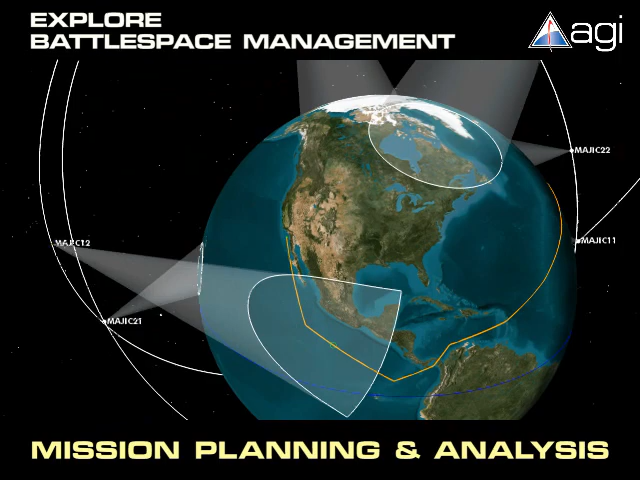 EXPLORE
BATTLESPACE MANAGEMENT
agi
MAJIC22
MAJIC12
MAJIC11
MAJIC21
MISSION PLANNING & ANALYSIS